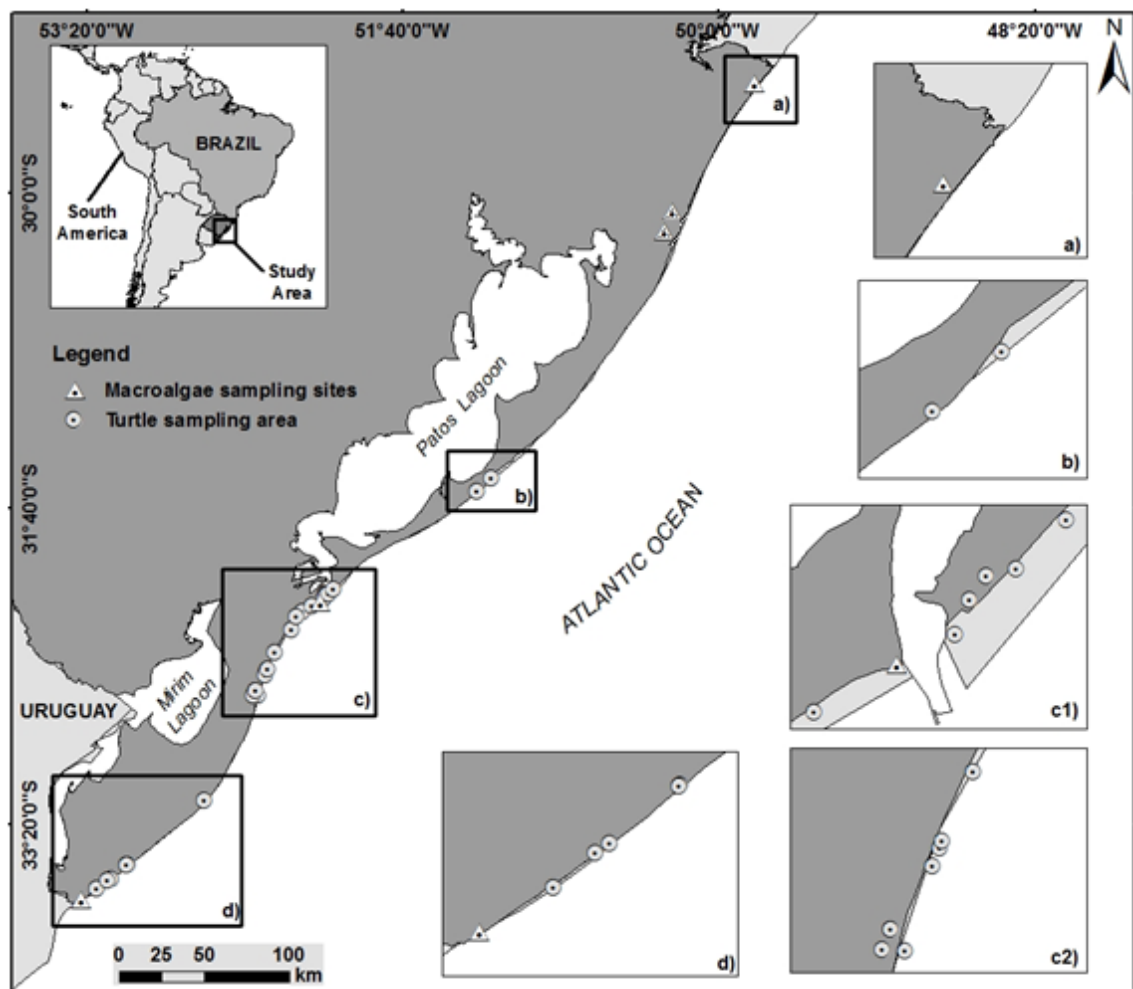 53°20'0"W
51°40'0"W
50°0'0"W
48°20'0"W
N
BRAZIL
South
America
Study
Area
a)
a)
30°0'0"S
Legend
Macroalgae sampling sites
Turtle sampling area
Patos Lagoon
b)
b)
31°40'0"S
ATLANTIC OCEAN
c)
c1)
Mirim
Lagoon
URUGUAY
33°20'0"S
d)
d)
c2)
0 25 50 100
km